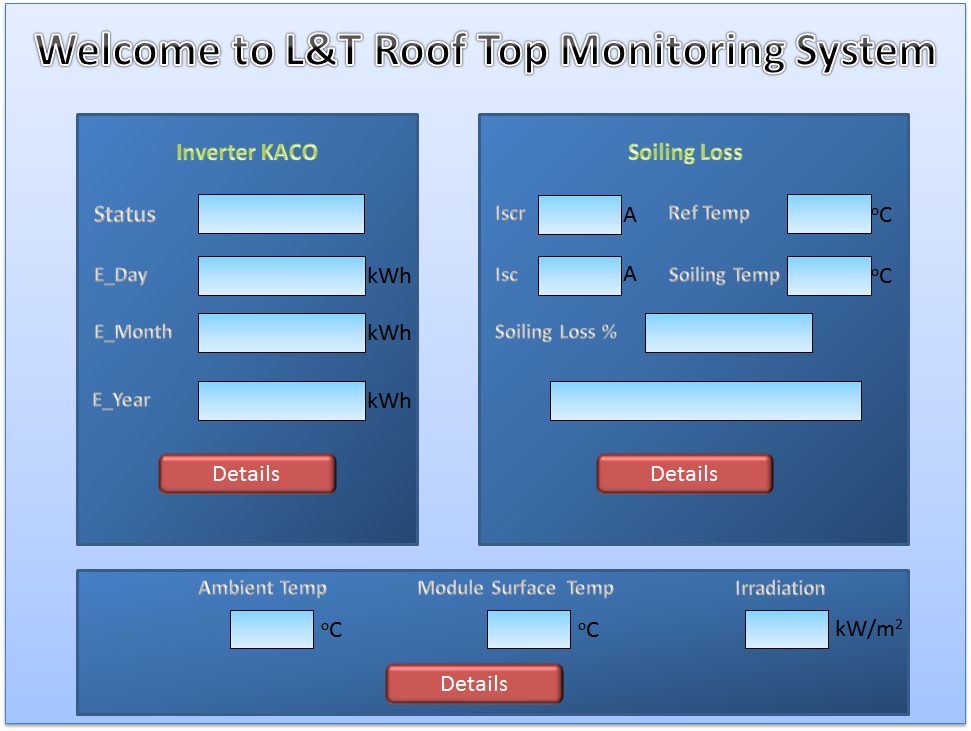 Welcome to L&T Roof Top Monitoring System
Inverter KACO
Status
E_Day kWh
E_Month kWh
E_Year kWh
Details
Soiling Loss
Iscr A Ref Temp °C
Isc A Soiling Temp °C
Soiling Loss %
Details
Ambient Temp Module Surface Temp Irradiation
°C °C kW/m²
Details